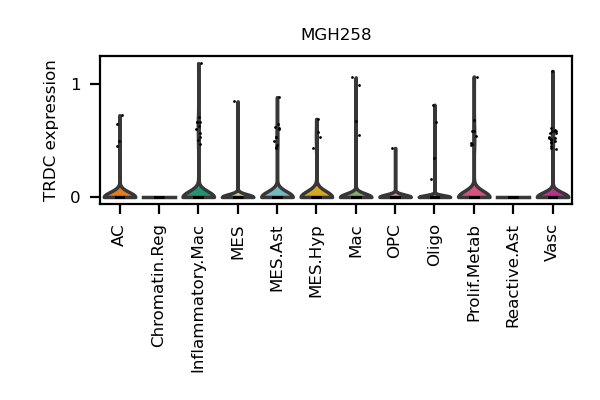 MGH258
TRDC expression
1
0
AC
Chromatin.Reg
Inflammatory.Mac
MES
MES.Ast
MES.Hyp
Mac
OPC
Oligo
Prolif.Metab
Reactive.Ast
Vasc